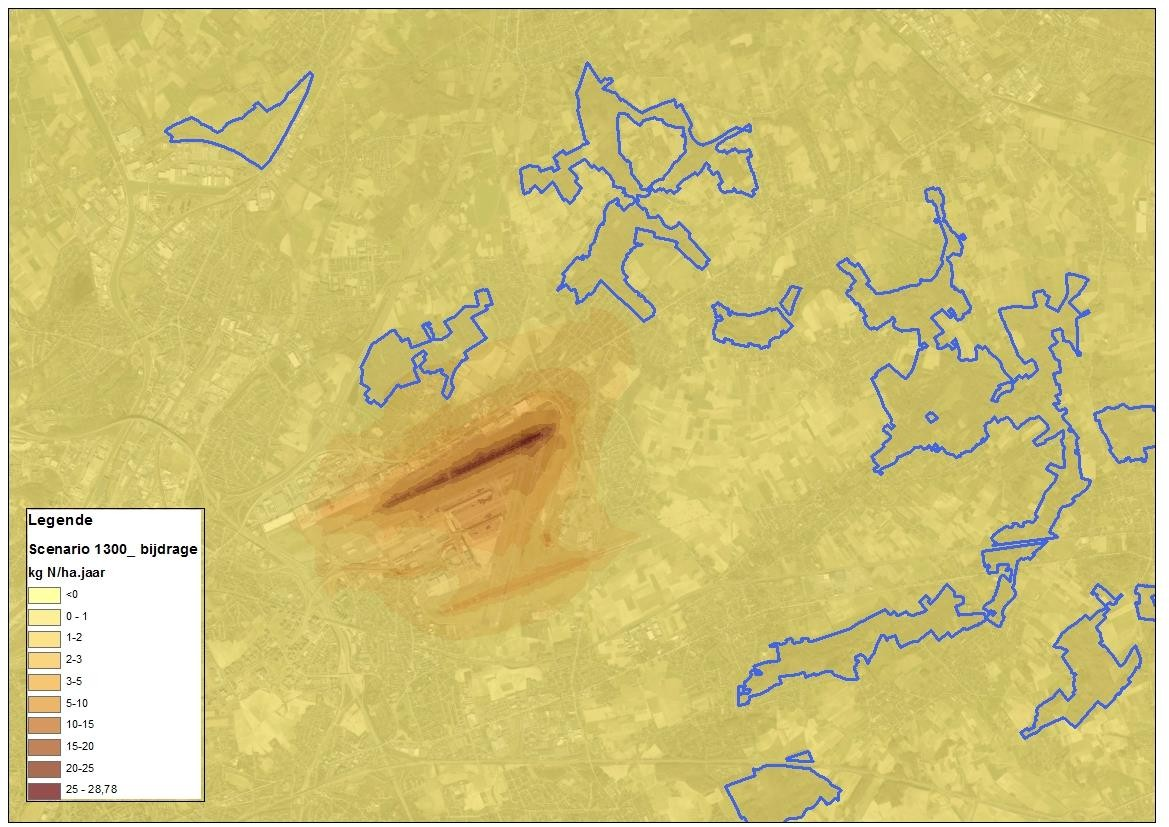 Legende
Scenario 1300_ bijdrage
kg N/ha.jaar
<0
0 - 1
1-2
2-3
3-5
5-10
10-15
15-20
20-25
25 - 28,78